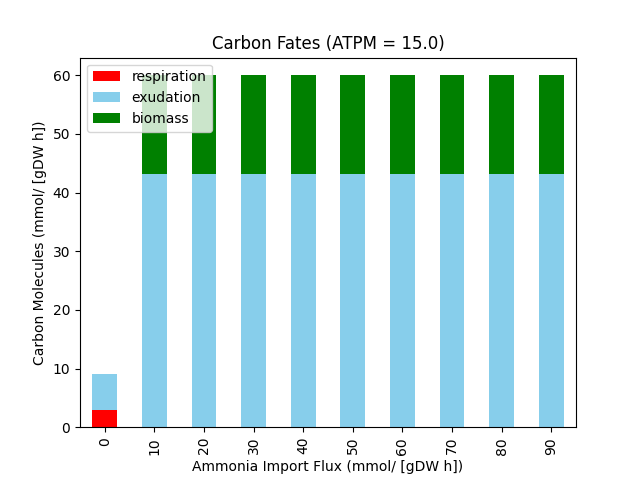 Carbon Fates (ATPM = 15.0)
respiration
exudation
biomass
60
50
40
30
20
10
0
Carbon Molecules (mmol/ [gDW h])
0
10
20
30
40
50
60
70
80
90
Ammonia Import Flux (mmol/ [gDW h])